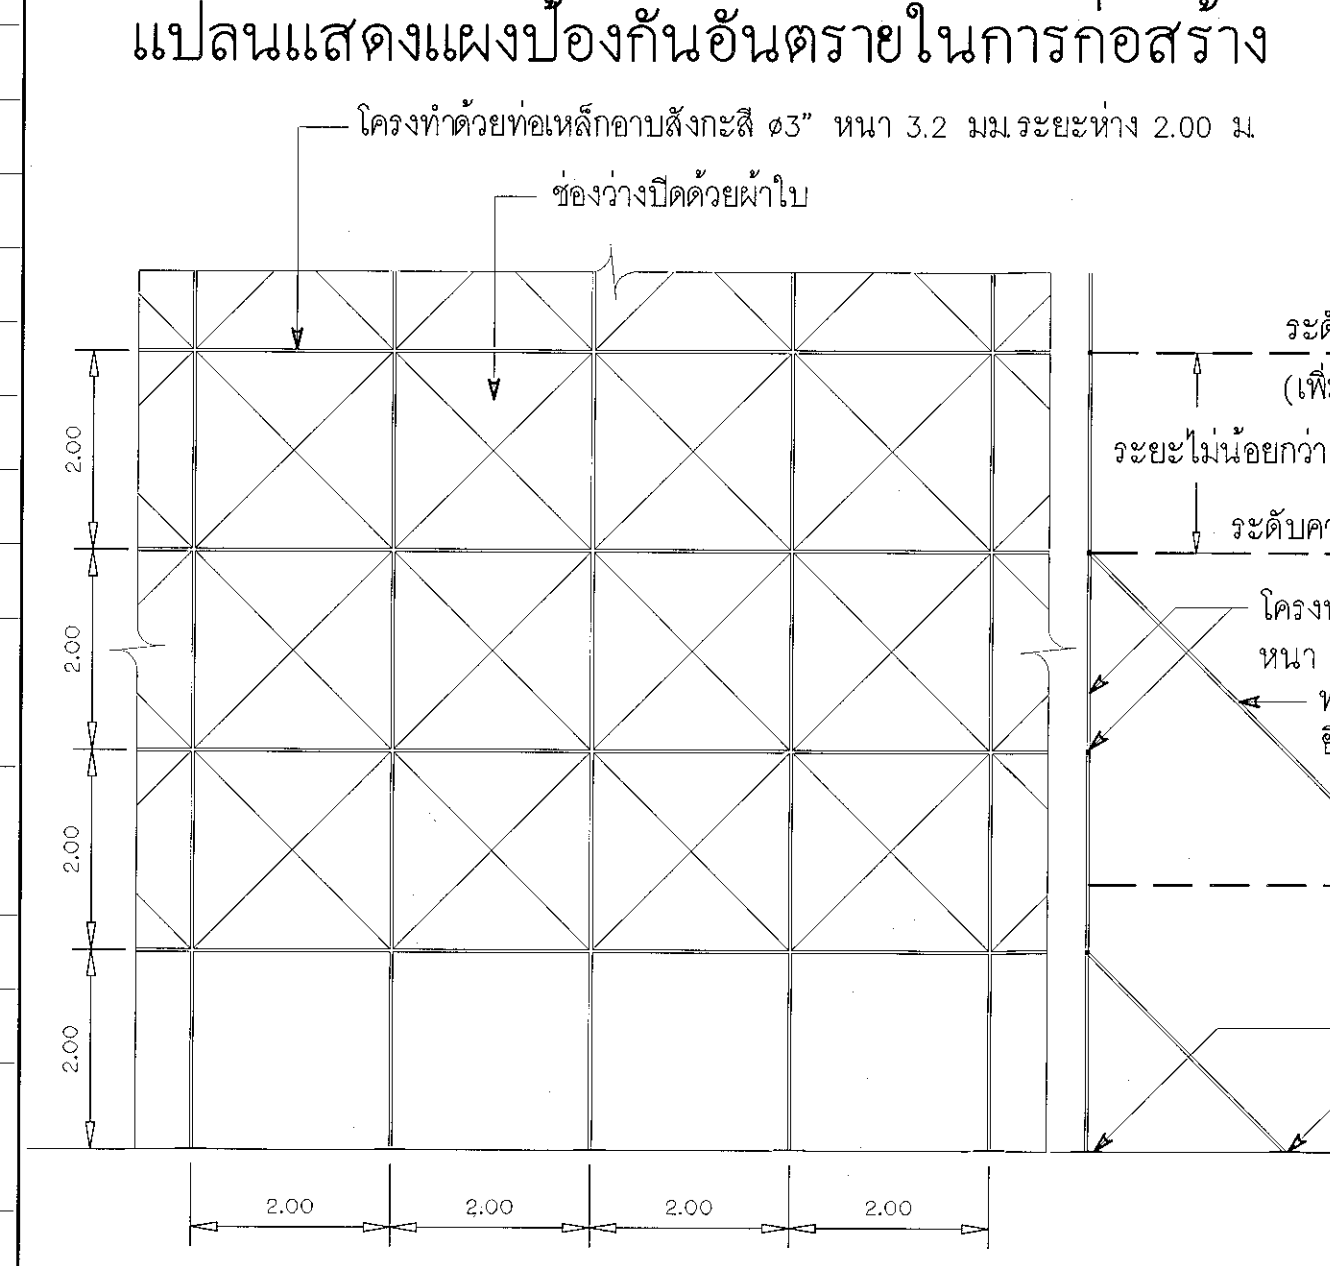 แปลนแสดงแผงป้องกันอันตรายในการก่อสร้าง
โครงทำด้วยท่อเหล็กอาบสังกะสี ø3" หนา 3.2 มม.ระยะห่าง 2.00 ม.
ช่องว่างปิดด้วยผ้าใบ
(เพิ่
ระยะไม่น้อยกว่า
หนา
2.00
2.00
2.00
2.00
2.00
2.00
2.00
2.00